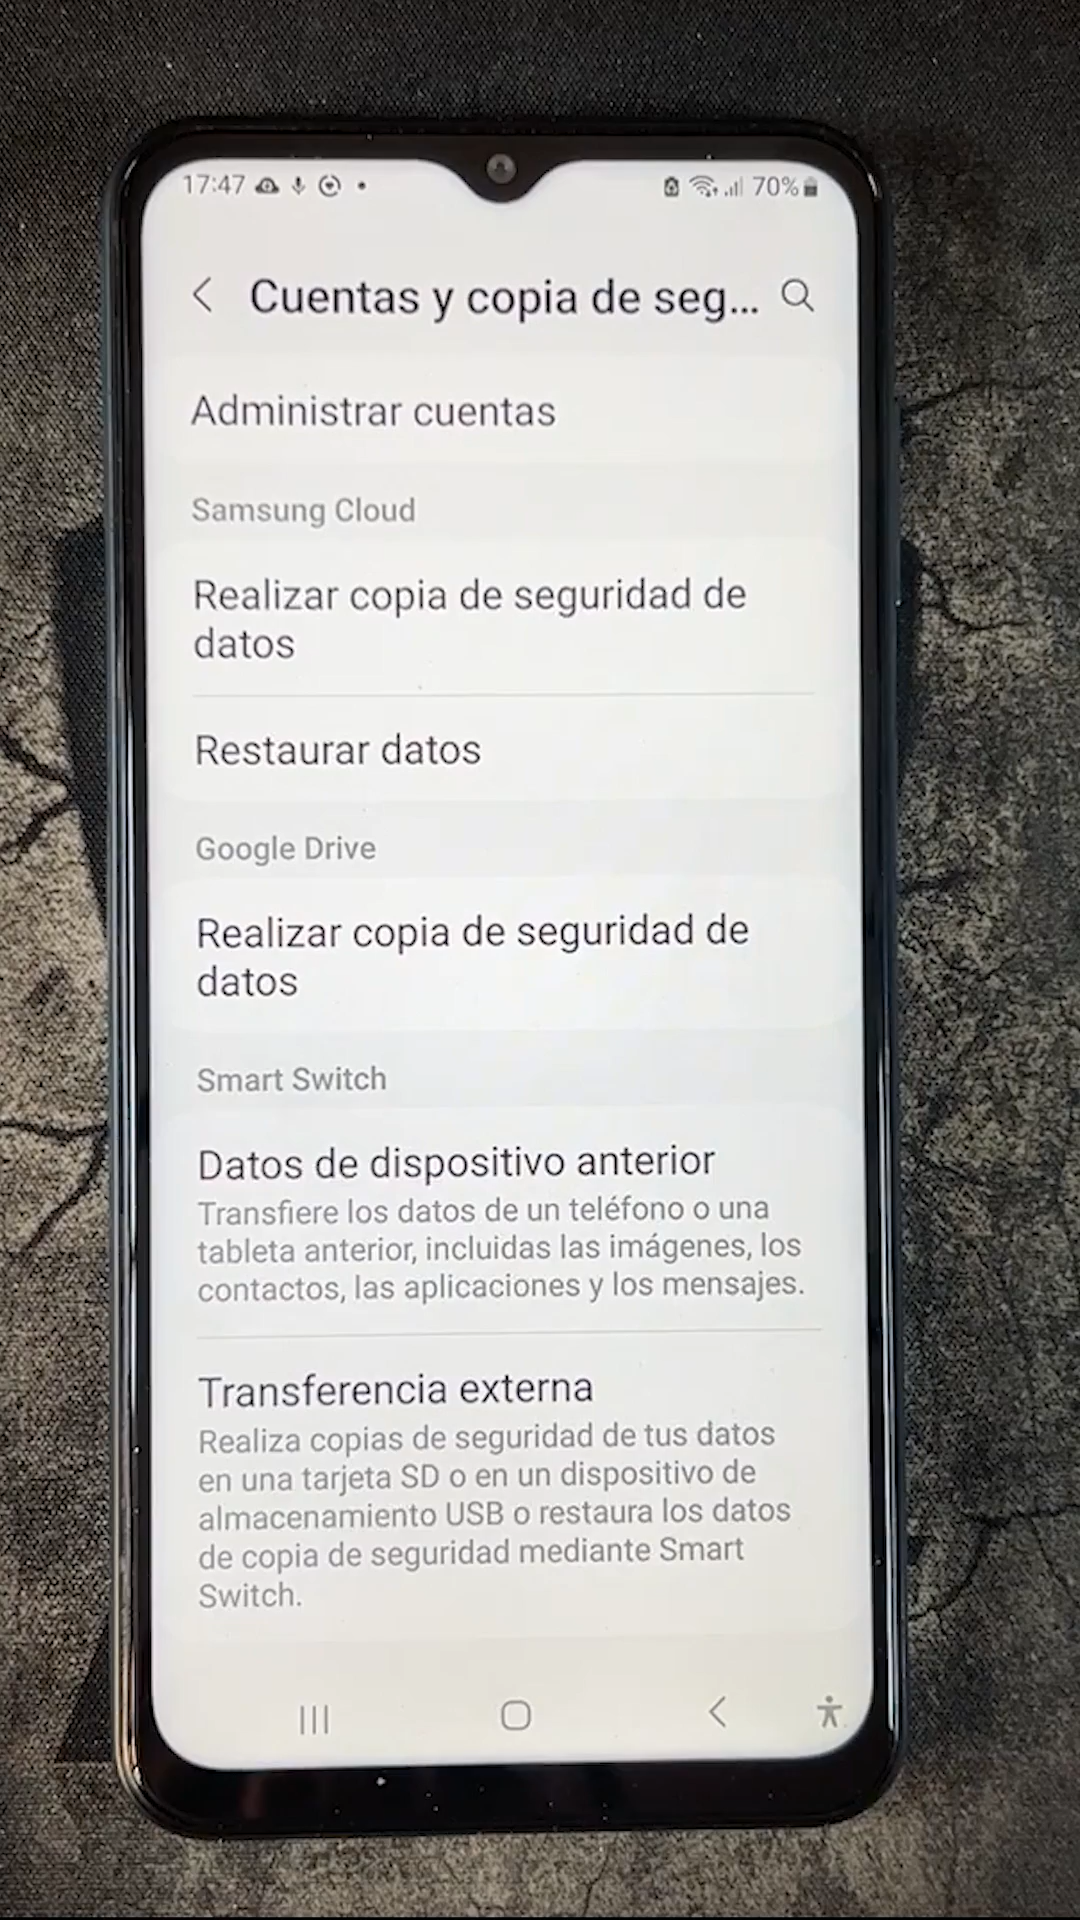 17:47
70%
Cuentas y copia de seg...
Administrar cuentas
Samsung Cloud
Realizar copia de seguridad de
datos
Restaurar datos
Google Drive
Realizar copia de seguridad de
datos
Smart Switch
Datos de dispositivo anterior
Transfiere los datos de un teléfono o una
tableta anterior, incluidas las imágenes, los
contactos, las aplicaciones y los mensajes.
Transferencia externa
Realiza copias de seguridad de tus datos
en una tarjeta SD o en un dispositivo de
almacenamiento USB o restaura los datos
de copia de seguridad mediante Smart
Switch.